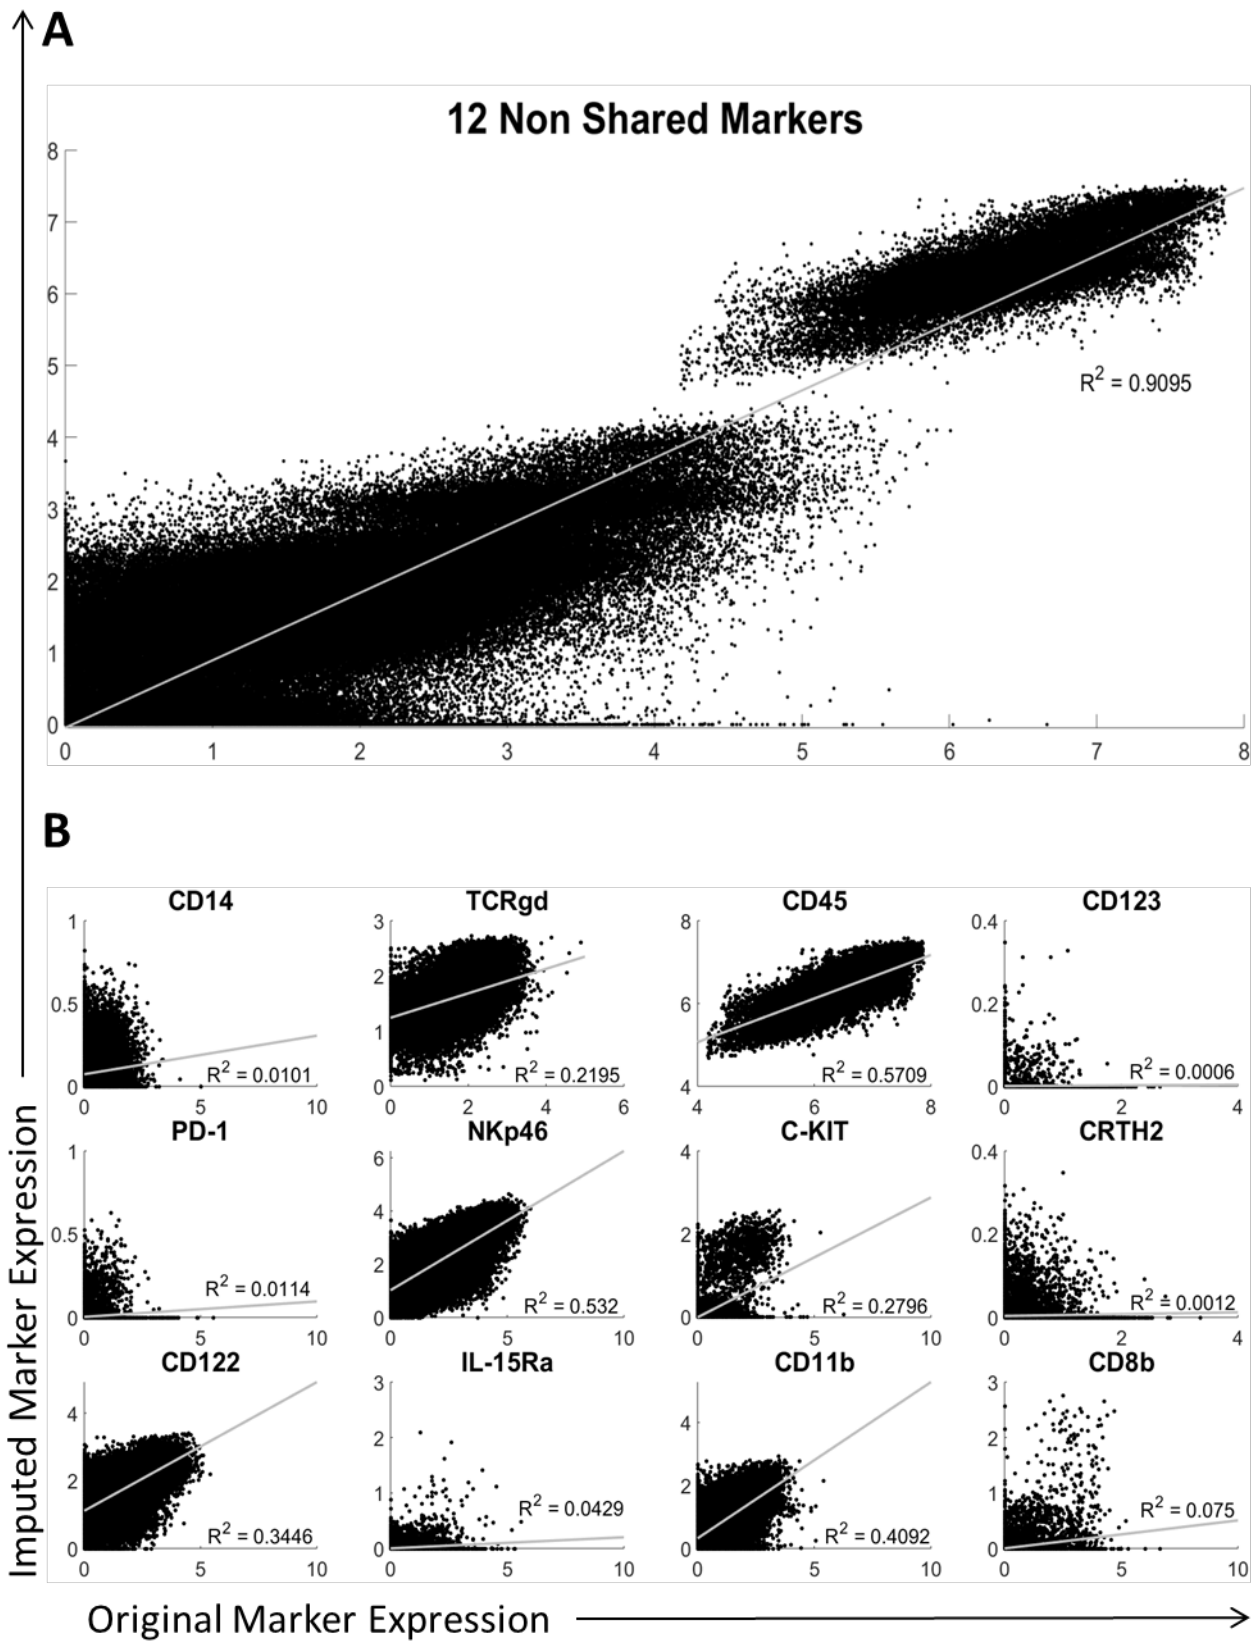 A
12 Non Shared Markers
8
7
6
5
4
3
2
1
0
R² = 0.9095
0 1 2 3 4 5 6 7 8
B
CD14 TCRgd CD45 CD123
1 3 8 0.4
2
0.5 6 0.2
1
R² = 0.0101 R² = 0.2195 R² = 0.5709 R² = 0.0006
0 0 4 0
0 5 10 0 2 4 6 4 6 8 0 2 4
PD-1 NKp46 C-KIT CRTH2
1 6 4 0.4
4
0.5 2 0.2
2
R² = 0.0114 R² = 0.532 R² = 0.2796 R² = 0.0012
0 0 0 0
0 5 10 0 5 10 0 5 10 0 2 4
CD122 IL-15Ra CD11b CD8b
3 3
4 4
2 2
2 2
1 1
R² = 0.3446 R² = 0.0429 R² = 0.4092 R² = 0.075
0 0 0 0
0 5 10 0 5 10 0 5 10 0 5 10
Imputed Marker Expression
Original Marker Expression